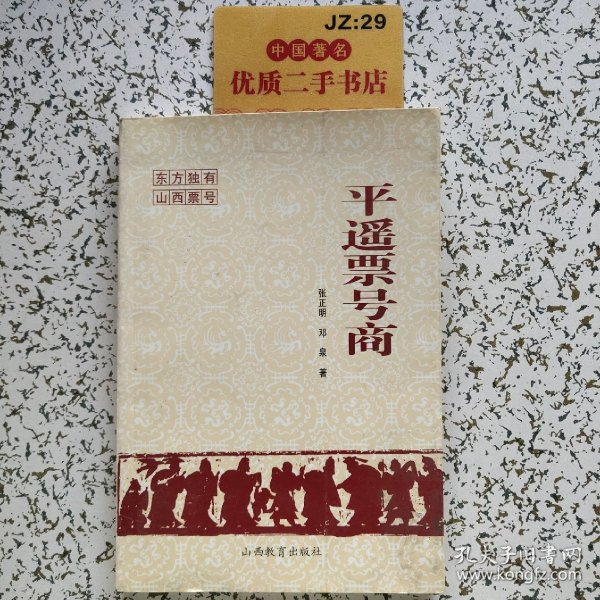 JZ:29
中国著名
优质二手书店
东方独有
山西票号
平遥票号商
张正明 邓泉 著
山西教育出版社
孔夫子旧书网
www.kongfz.com